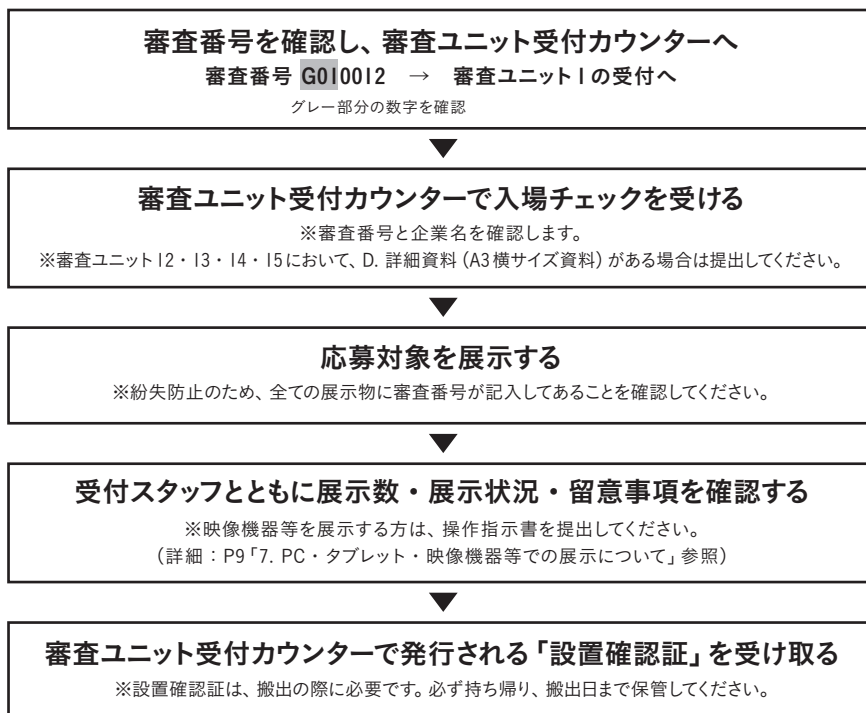 審査番号を確認し、審査ユニット受付カウンターへ
審査番号 G010012 → 審査ユニット1の受付へ
グレー部分の数字を確認
審査ユニット受付カウンターで入場チェックを受ける
※審査番号と企業名を確認します。
※審査ユニット12・13・14・15において、D. 詳細資料（A3横サイズ資料）がある場合は提出してください。
応募対象を展示する
※紛失防止のため、全ての展示物に審査番号が記入してあることを確認してください。
受付スタッフとともに展示数・展示状況・留意事項を確認する
※映像機器等を展示する方は、操作指示書を提出してください。
（詳細：P9「7. PC・タブレット・映像機器等での展示について」参照）
審査ユニット受付カウンターで発行される「設置確認証」を受け取る
※設置確認証は、搬出の際に必要です。必ず持ち帰り、搬出日まで保管してください。